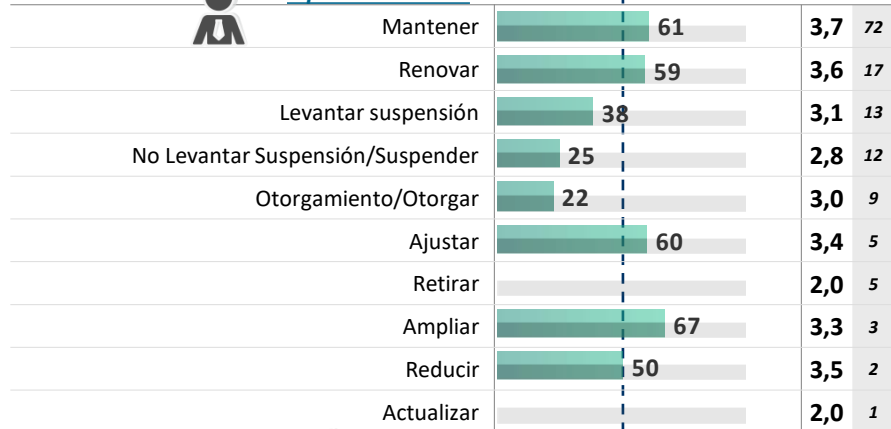 Mantener 61 3,7 72
Renovar 59 3,6 17
Levantar suspensión 38 3,1 13
No Levantar Suspensión/Suspender 25 2,8 12
Otorgamiento/Otorgar 22 3,0 9
Ajustar 60 3,4 5
Retirar 2,0 5
Ampliar 67 3,3 3
Reducir 50 3,5 2
Actualizar 2,0 1